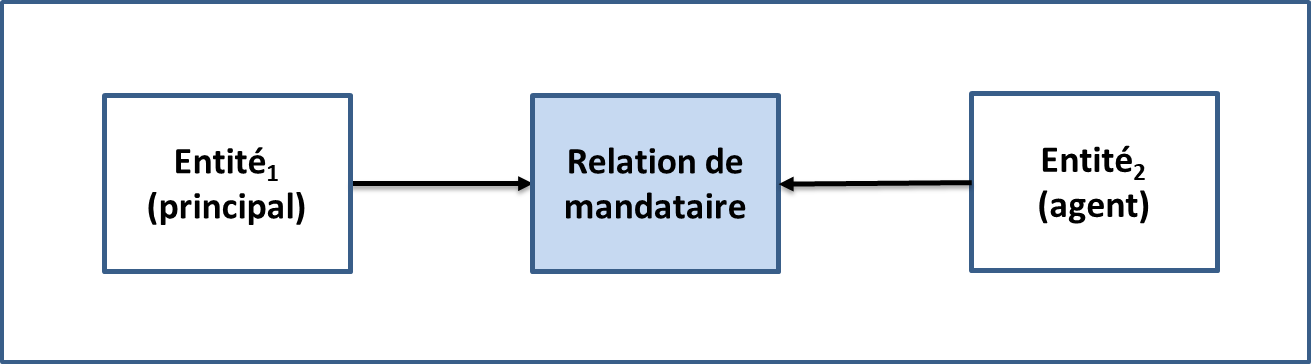 Entité₁
(principal)
Relation de
mandataire
Entité₂
(agent)